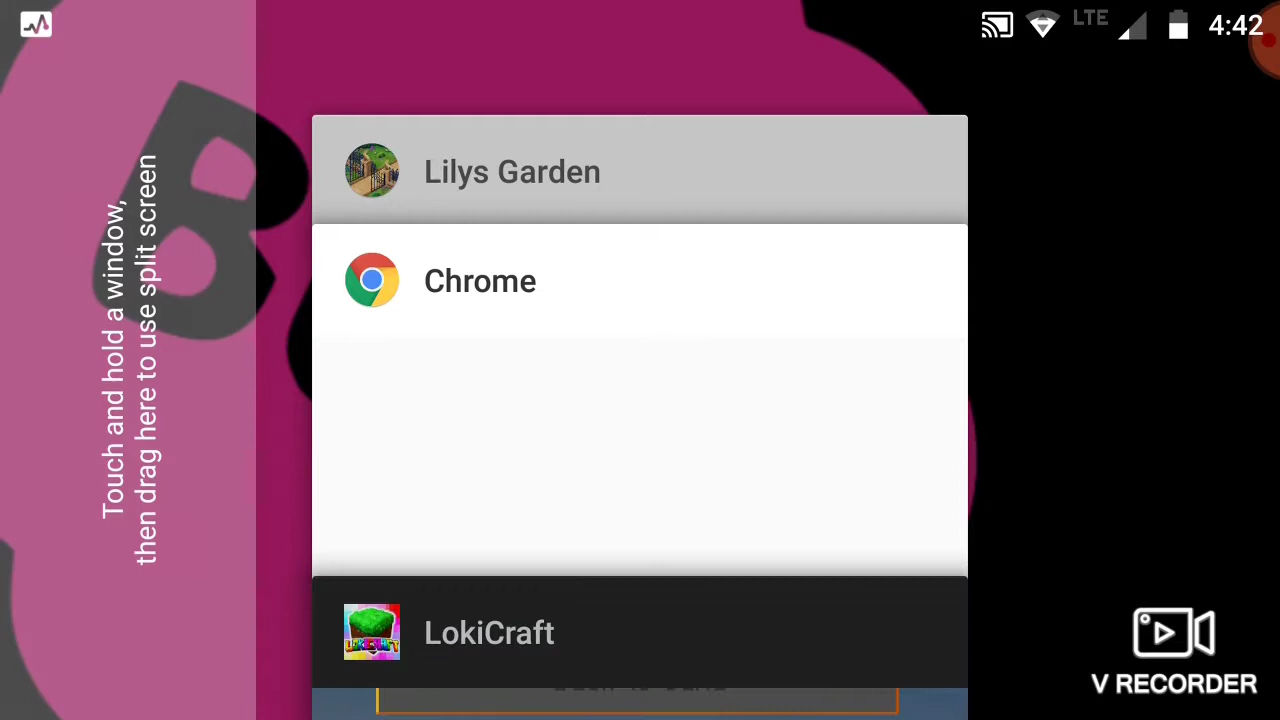 LTE 4:42
Touch and hold a window,
then drag here to use split screen
Lilys Garden
Chrome
LokiCraft
LOKICRAFT
V RECORDER